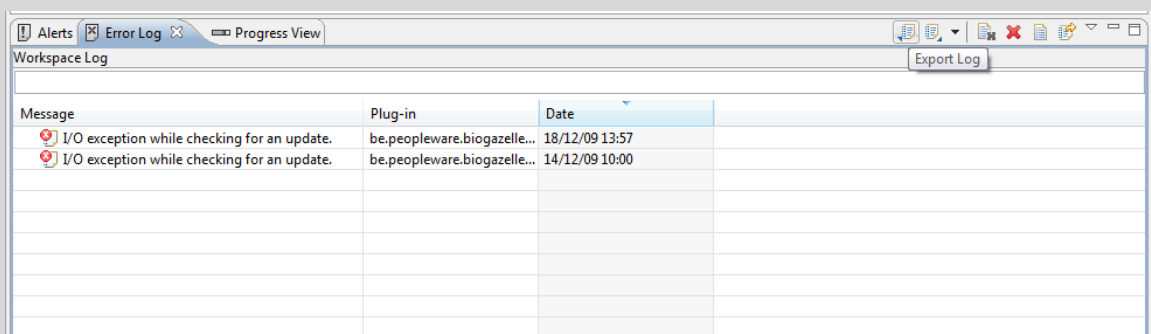 Alerts Error Log Progress View
Export Log
Workspace Log
Message Plug-in Date
I/O exception while checking for an update. be.peopleware.biogazelle... 18/12/09 13:57
I/O exception while checking for an update. be.peopleware.biogazelle... 14/12/09 10:00